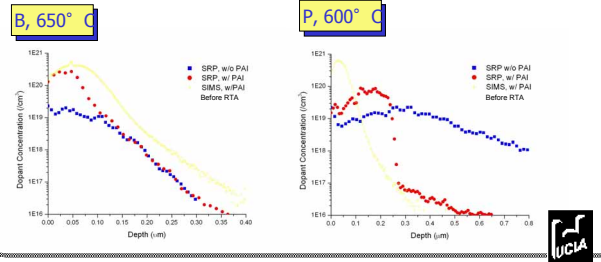 B, 650° C
P, 600° C
1E21
1E20
1E19
1E18
1E17
1E16
Dopant Concentration (/cm³)
SRP, w/o PAI
SRP, w/ PAI
SIMS, w/PAI
Before RTA
0.00 0.05 0.10 0.15 0.20 0.25 0.30 0.35 0.40
Depth (μm)
1E21
1E20
1E19
1E18
1E17
1E16
Dopant Concentration (/cm³)
SRP, w/o PAI
SRP, w/ PAI
SIMS, w/ PAI
Before RTA
0.0 0.1 0.2 0.3 0.4 0.5 0.6 0.7 0.8
Depth (μm)
UCLA